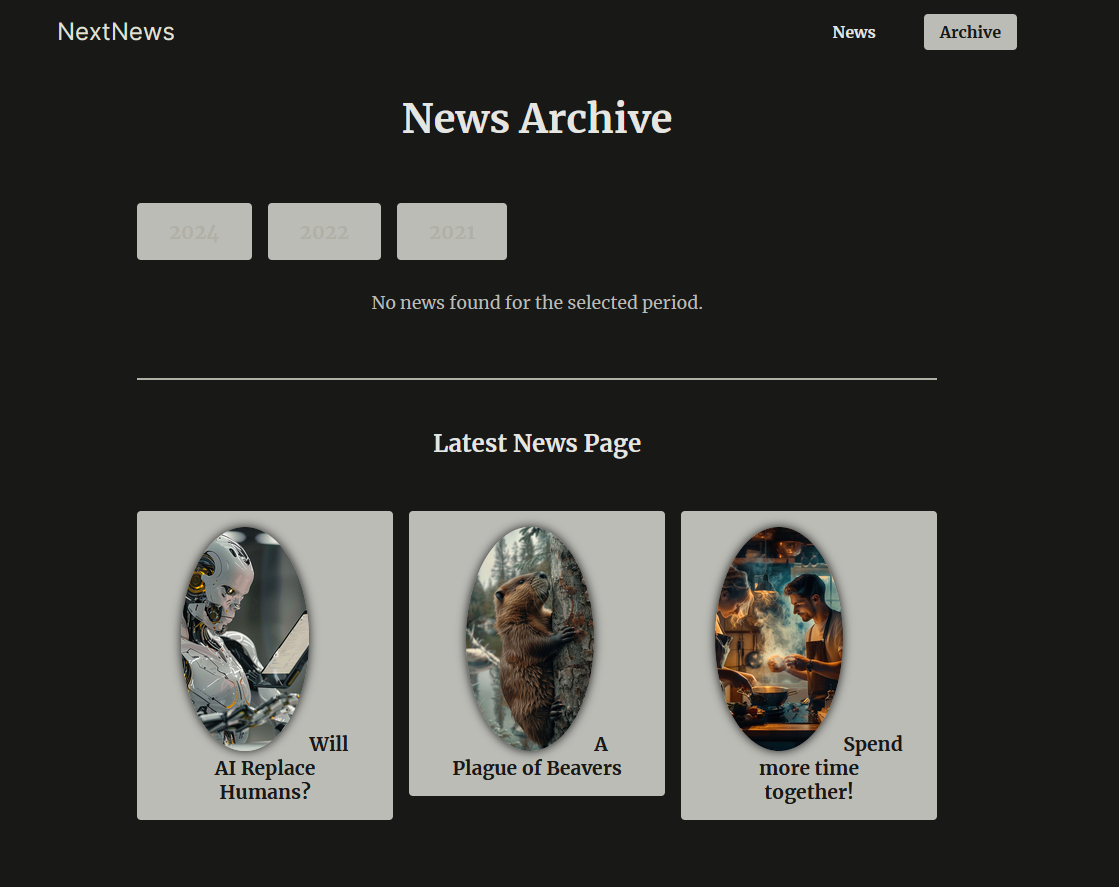 NextNews
News
Archive
News Archive
2024
2022
2021
No news found for the selected period.
Latest News Page
Will
AI Replace
Humans?
A
Plague of Beavers
Spend
more time
together!